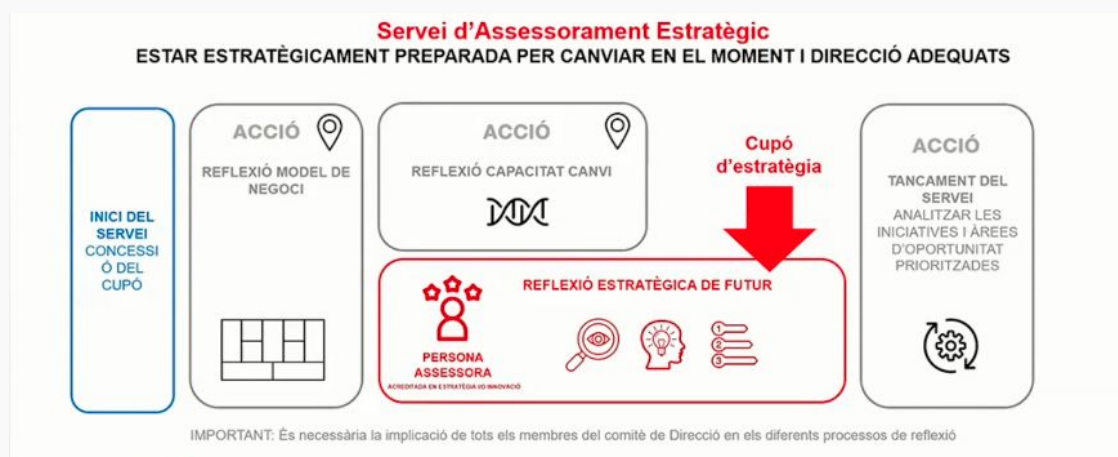 Servei d'Assessorament Estratègic
ESTAR ESTRATÈGICAMENT PREPARADA PER CANVIAR EN EL MOMENT I DIRECCIÓ ADEQUATS
INICI DEL
SERVEI
CONCESSI
Ó DEL
CUPÓ
ACCIÓ
REFLEXIÓ MODEL DE
NEGOCI
ACCIÓ
REFLEXIÓ CAPACITAT CANVI
Cupó
d'estratègia
REFLEXIÓ ESTRATÈGICA DE FUTUR
1
2
3
PERSONA
ASSESSORA
ACREDITADA EN ESTRATÈGIA I/O INNOVACIÓ
ACCIÓ
TANCAMENT DEL
SERVEI
ANALITZAR LES
INICIATIVES I ÀREES
D'OPORTUNITAT
PRIORITZADES
IMPORTANT: És necessària la implicació de tots els membres del comitè de Direcció en els diferents processos de reflexió